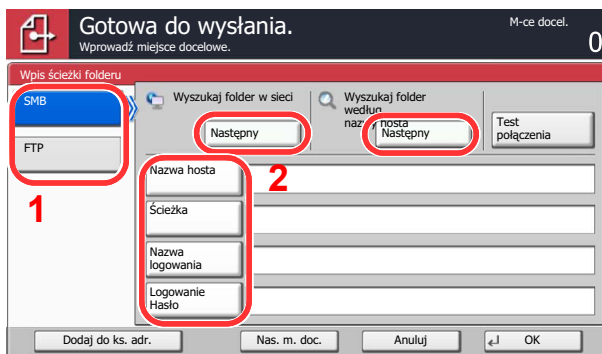 Gotowa do wysłania.
Wprowadź miejsce docelowe.
M-ce docel.
0
Wpis ścieżki folderu
SMB
FTP
1
Wyszukaj folder w sieci
Następny
Wyszukaj folder
według
nazwy hosta
Następny
Test
połączenia
2
Nazwa hosta
Ścieżka
Nazwa
logowania
Logowanie
Hasło
Dodaj do ks. adr.
Nas. m. doc.
Anuluj
OK